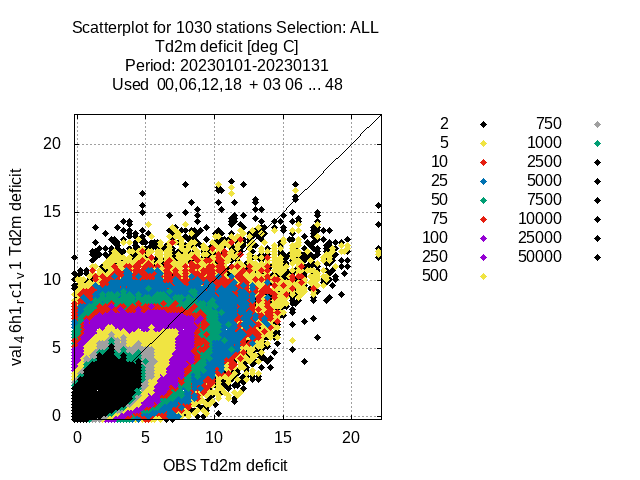 Scatterplot for 1030 stations Selection: ALL
Td2m deficit [deg C]
Period: 20230101-20230131
Used 00,06,12,18 + 03 06 ... 48
val₄6h1ᵣc1ᵥ1 Td2m deficit
20
15
10
5
0
0 5 10 15 20
OBS Td2m deficit
2 750
5 1000
10 2500
25 5000
50 7500
75 10000
100 25000
250 50000
500